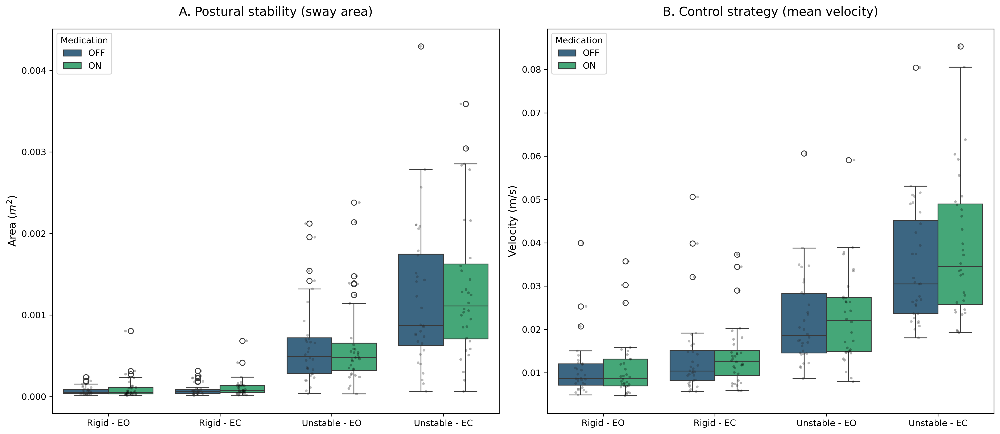 A. Postural stability (sway area)
Medication
OFF
ON
Area (m²)
0.004
0.003
0.002
0.001
0.000
Rigid - EO
Rigid - EC
Unstable - EO
Unstable - EC
B. Control strategy (mean velocity)
Medication
OFF
ON
Velocity (m/s)
0.08
0.07
0.06
0.05
0.04
0.03
0.02
0.01
Rigid - EO
Rigid - EC
Unstable - EO
Unstable - EC